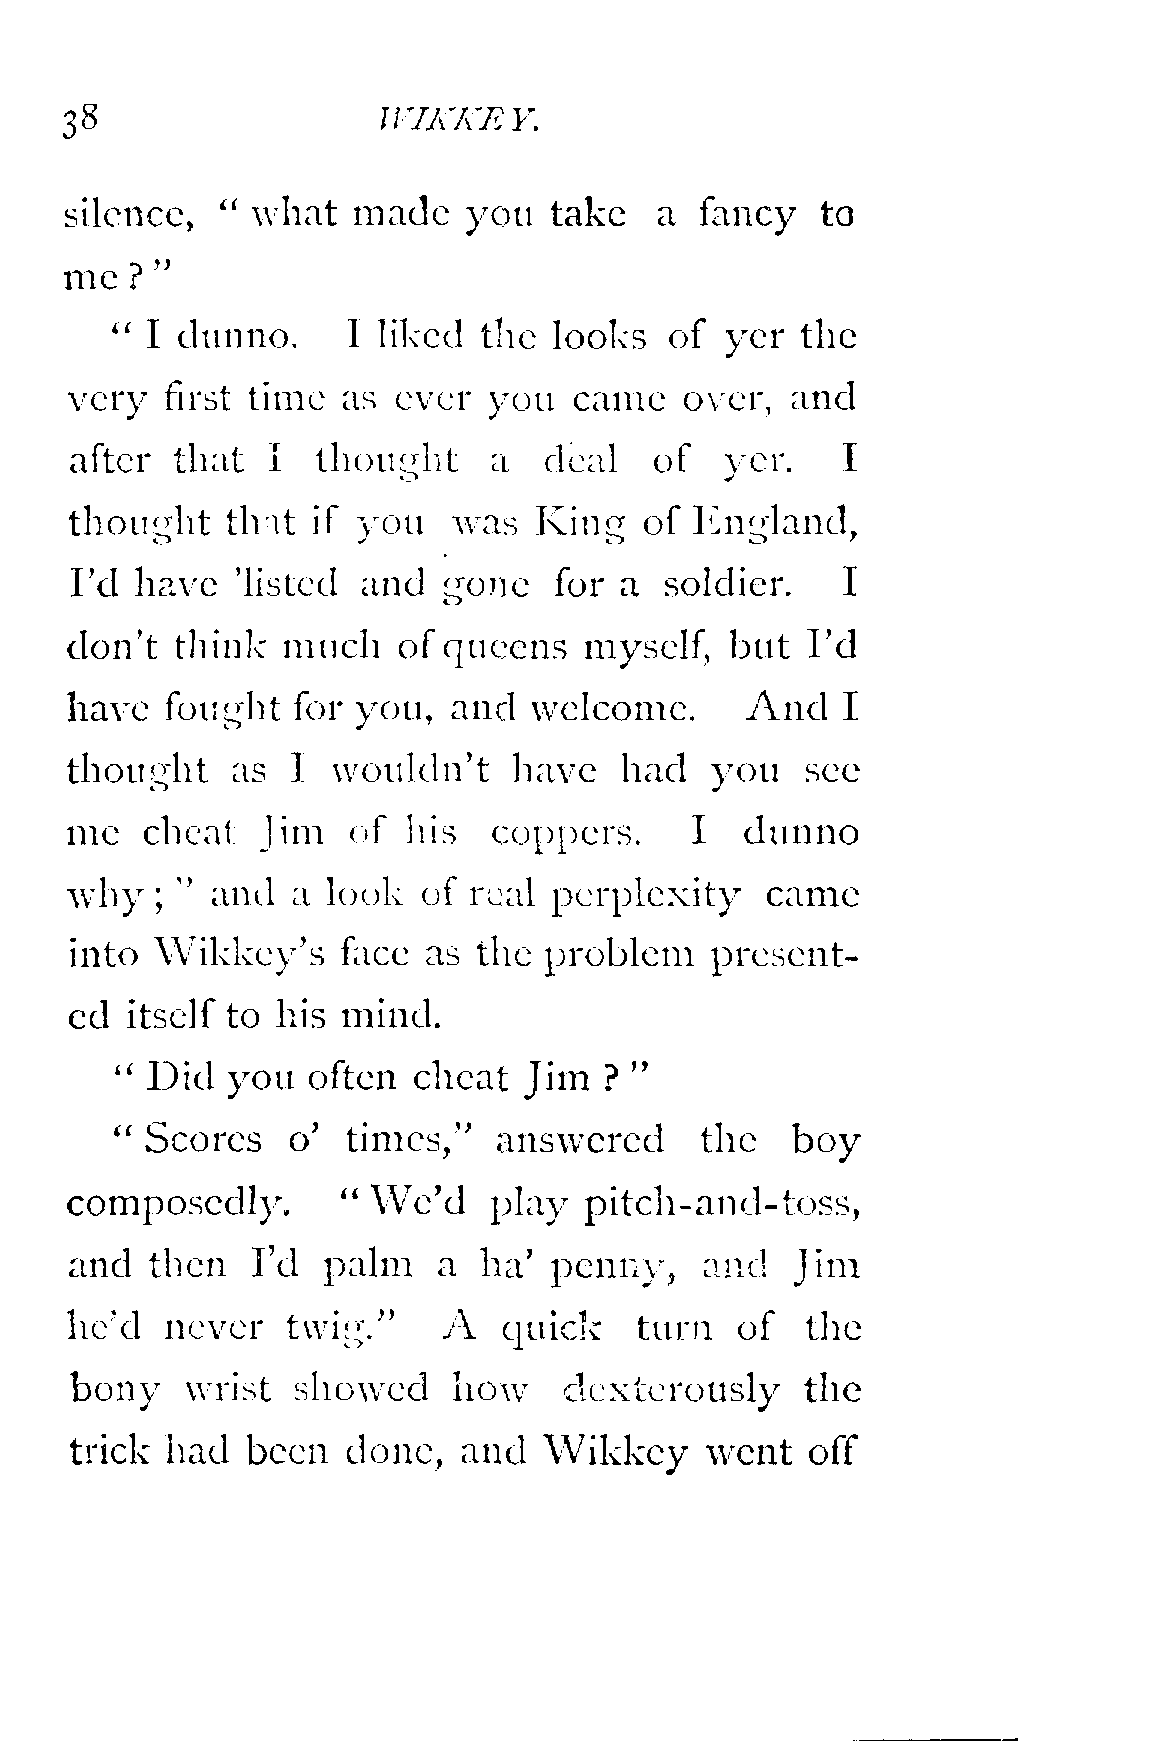 38 WIKKEY.
silence, “ what made you take a fancy to
me ? ”
“ I dunno. I liked the looks of yer the
very first time as ever you came over, and
after that I thought a deal of yer. I
thought that if you was King of England,
I’d have ’listed and gone for a soldier. I
don’t think much of queens myself, but I’d
have fought for you, and welcome. And I
thought as I wouldn’t have had you see
me cheat Jim of his coppers. I dunno
why ; ” and a look of real perplexity came
into Wikkey’s face as the problem present-
ed itself to his mind.
“ Did you often cheat Jim ? ”
“ Scores o’ times,” answered the boy
composedly. “ We’d play pitch-and-toss,
and then I’d palm a ha’ penny, and Jim
he’d never twig.” A quick turn of the
bony wrist showed how dexterously the
trick had been done, and Wikkey went off